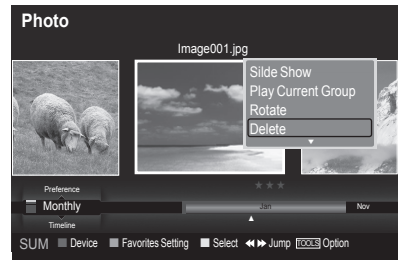 Photo
Image001.jpg
Silde Show
Play Current Group
Rotate
Delete
Preference
Monthly
Jan
Nov
Timeline
SUM Device Favorites Setting Select Jump TOOLS Option